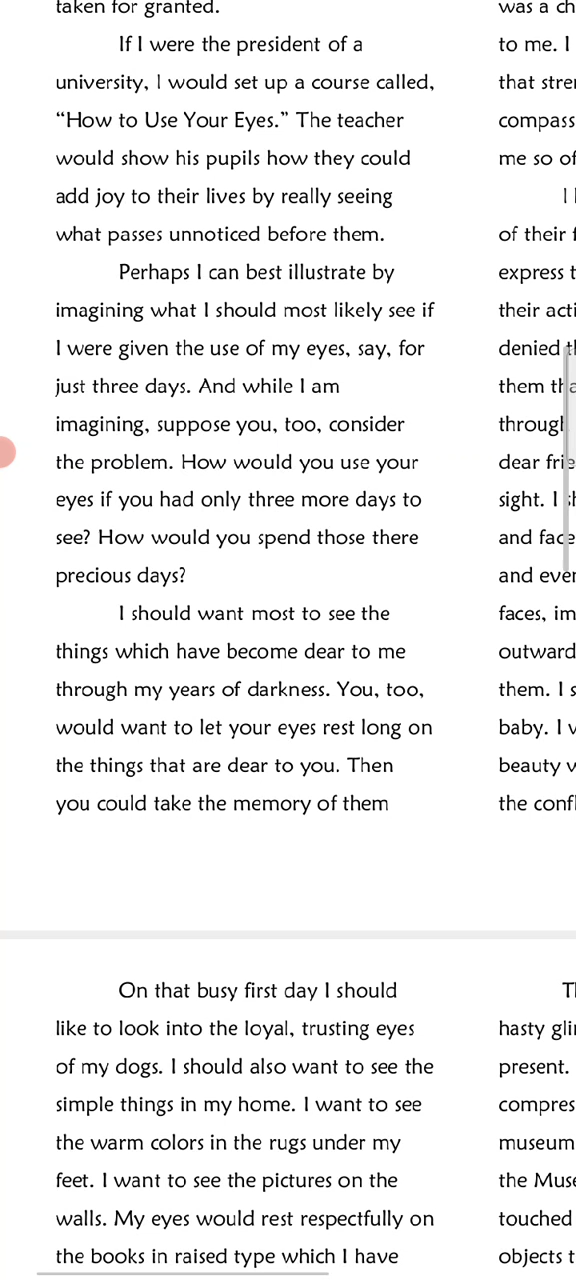 taken for granted.
If I were the president of a
university, I would set up a course called,
“How to Use Your Eyes.” The teacher
would show his pupils how they could
add joy to their lives by really seeing
what passes unnoticed before them.
Perhaps I can best illustrate by
imagining what I should most likely see if
I were given the use of my eyes, say, for
just three days. And while I am
imagining, suppose you, too, consider
the problem. How would you use your
eyes if you had only three more days to
see? How would you spend those there
precious days?
I should want most to see the
things which have become dear to me
through my years of darkness. You, too,
would want to let your eyes rest long on
the things that are dear to you. Then
you could take the memory of them
was a
to me. I
that
me so
I
of their
express
their
denied
them
through
dear
sight. I
and
and
faces,
outward
them. I
baby. I
beauty
the
On that busy first day I should
like to look into the loyal, trusting eyes
of my dogs. I should also want to see the
simple things in my home. I want to see
the warm colors in the rugs under my
feet. I want to see the pictures on the
walls. My eyes would rest respectfully on
the books in raised type which I have
hasty
present.
museum
the
touched
objects